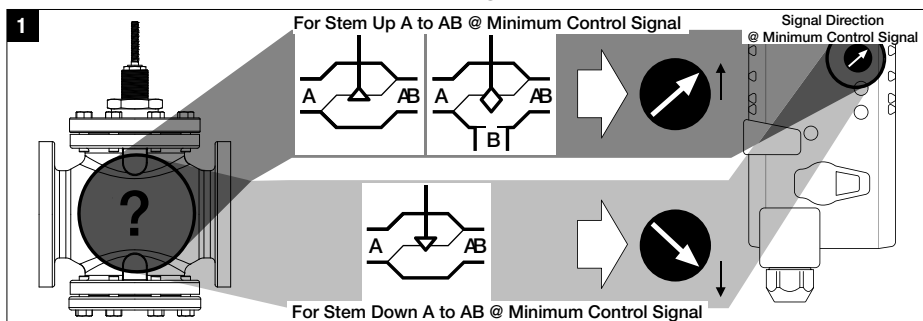 1
For Stem Up A to AB @ Minimum Control Signal
Signal Direction
@ Minimum Control Signal
A AB A AB
B
?
A AB
For Stem Down A to AB @ Minimum Control Signal